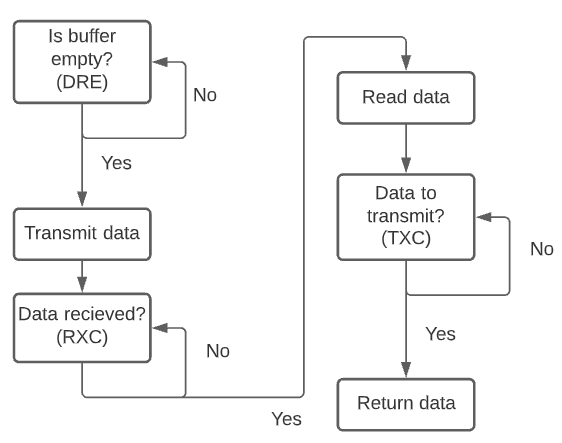 Is buffer
empty?
(DRE)
No
Yes
Transmit data
Data recieved?
(RXC)
No
Yes
Read data
Data to
transmit?
(TXC)
No
Yes
Return data